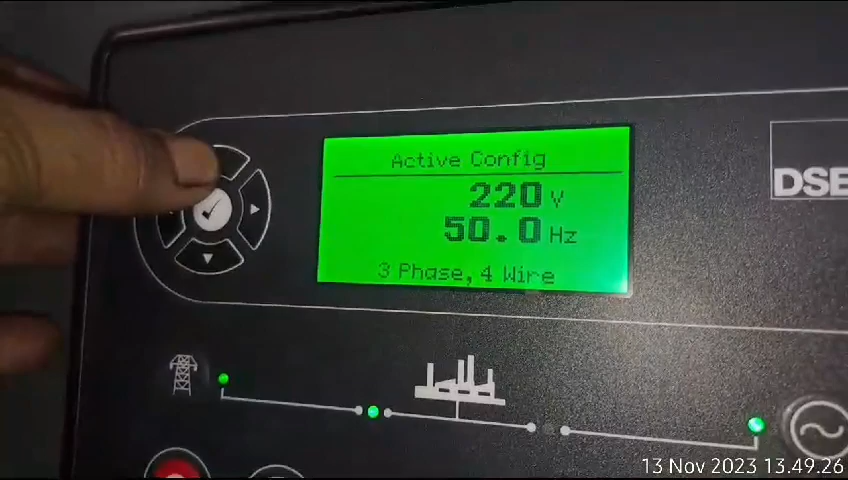 Active Config
220 V
50.0 Hz
3 Phase, 4 Wire
DSE
13 Nov 2023 13.49.26